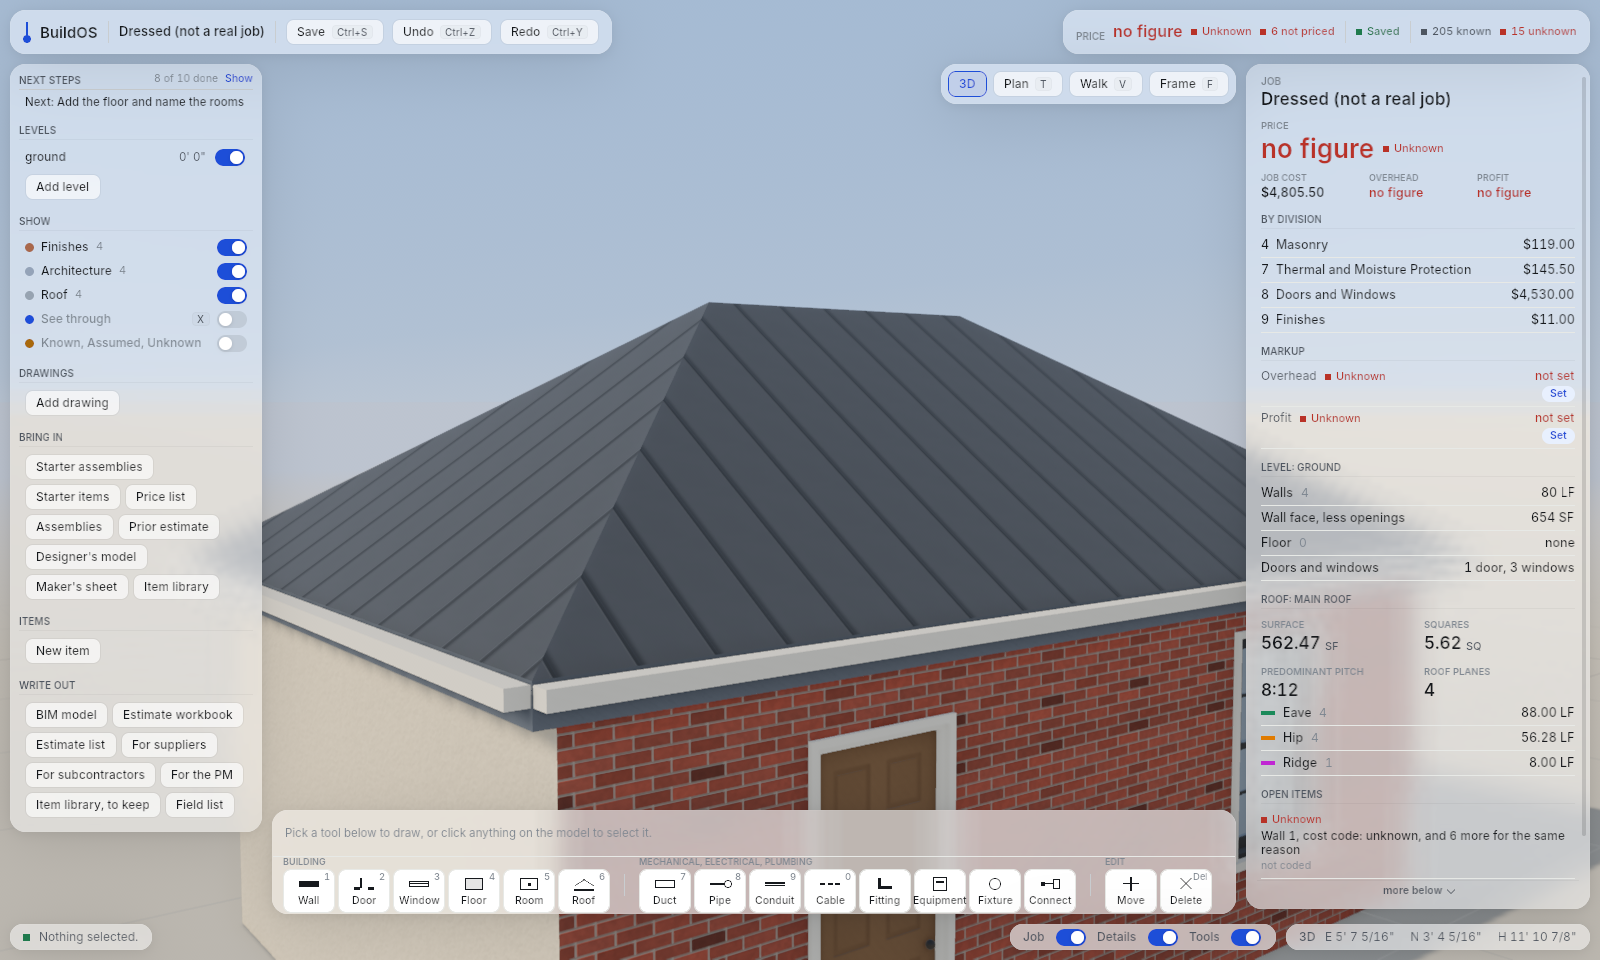 BuildOS
Dressed (not a real job)
Save Ctrl+S
Undo Ctrl+Z
Redo Ctrl+Y
PRICE no figure Unknown 6 not priced Saved 205 known 15 unknown
NEXT STEPS 8 of 10 done Show
Next: Add the floor and name the rooms
LEVELS
ground 0' 0"
Add level
SHOW
Finishes 4
Architecture 4
Roof 4
See through X
Known, Assumed, Unknown
DRAWINGS
Add drawing
BRING IN
Starter assemblies
Starter items Price list
Assemblies Prior estimate
Designer's model
Maker's sheet Item library
ITEMS
New item
WRITE OUT
BIM model Estimate workbook
Estimate list For suppliers
For subcontractors For the PM
Item library, to keep Field list
3D Plan T Walk V Frame F
JOB
Dressed (not a real job)
PRICE
no figure Unknown
JOB COST OVERHEAD PROFIT
$4,805.50 no figure no figure
BY DIVISION
4 Masonry $119.00
7 Thermal and Moisture Protection $145.50
8 Doors and Windows $4,530.00
9 Finishes $11.00
MARKUP
Overhead Unknown not set
Set
Profit Unknown not set
Set
LEVEL: GROUND
Walls 4 80 LF
Wall face, less openings 654 SF
Floor 0 none
Doors and windows 1 door, 3 windows
ROOF: MAIN ROOF
SURFACE SQUARES
562.47 SF 5.62 SQ
PREDOMINANT PITCH ROOF PLANES
8:12 4
Eave 4 88.00 LF
Hip 4 56.28 LF
Ridge 1 8.00 LF
OPEN ITEMS
Unknown
Wall 1, cost code: unknown, and 6 more for the same
reason
not coded
more below
Pick a tool below to draw, or click anything on the model to select it.
BUILDING MECHANICAL, ELECTRICAL, PLUMBING EDIT
1 2 3 4 5 6 7 8 9 0 Del
Wall Door Window Floor Room Roof Duct Pipe Conduit Cable Fitting Equipment Fixture Connect Move Delete
Nothing selected.
Job Details Tools
3D E 5' 7 5/16" N 3' 4 5/16" H 11' 10 7/8"